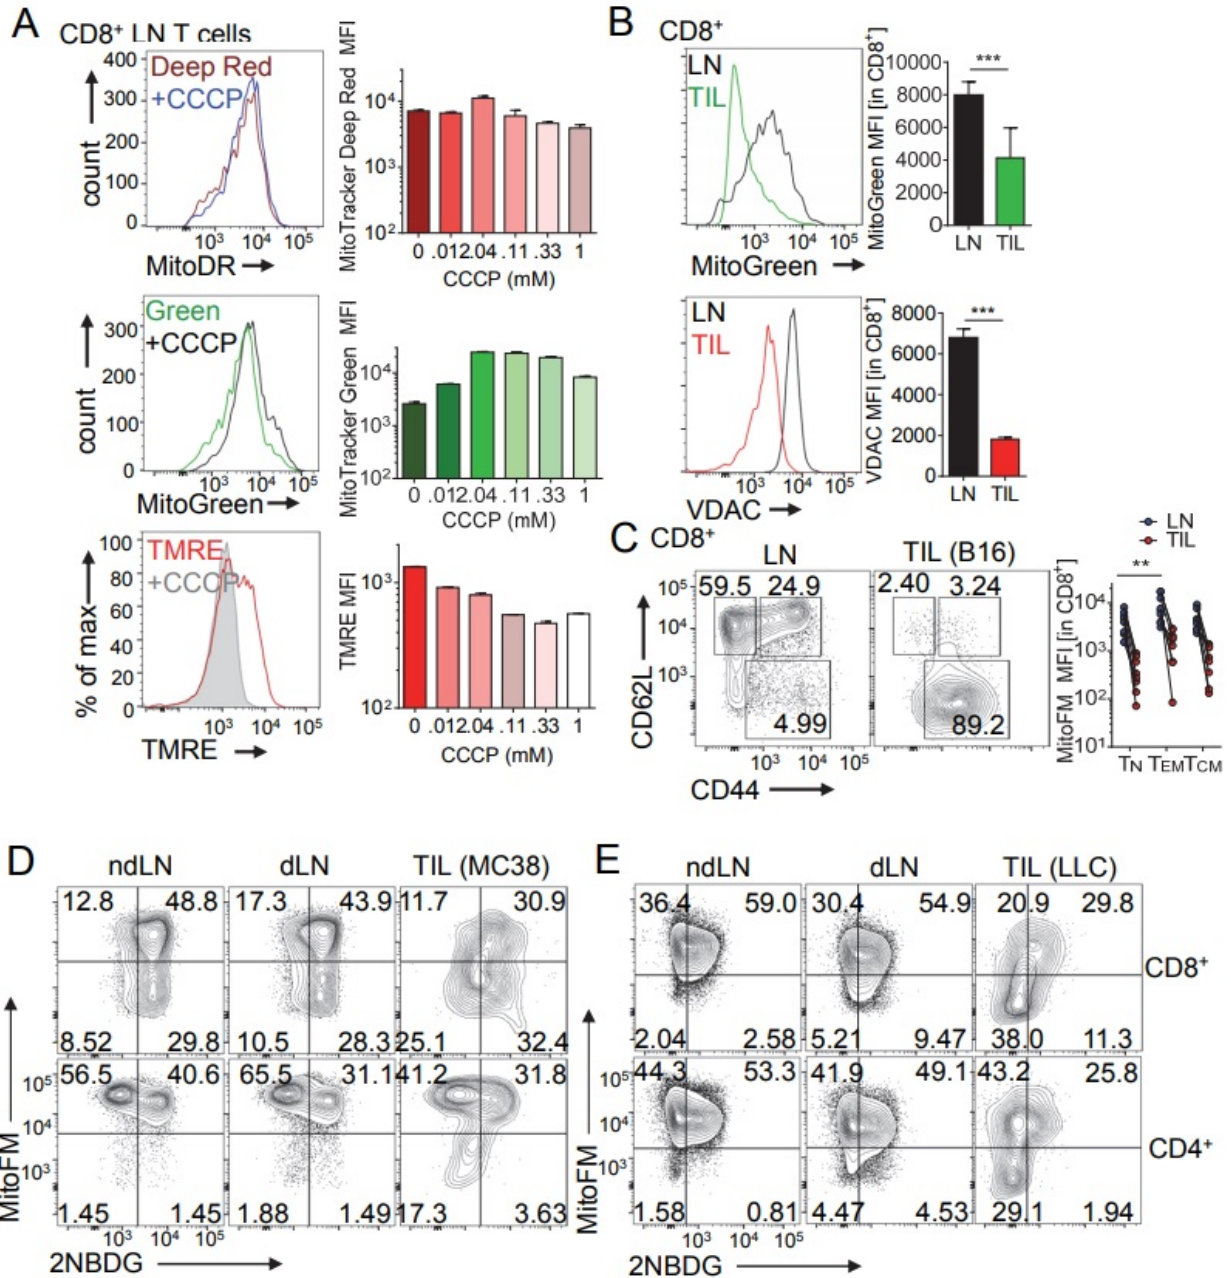 A
CD8+ LN T cells
Deep Red
+CCCP
count
400
300
200
100
0
10³ 10⁴ 10⁵
MitoDR
MitoTracker Deep Red MFI
10⁴
10³
10²
0 .012 .04 .11 .33 1
CCCP (mM)
Green
+CCCP
count
300
200
100
0
10³ 10⁴ 10⁵
MitoGreen
MitoTracker Green MFI
10⁴
10³
10²
0 .012 .04 .11 .33 1
CCCP (mM)
TMRE
+CCCP
% of max
100
80
60
40
20
0
10³ 10⁴ 10⁵
TMRE
TMRE MFI
10³
10²
0 .012 .04 .11 .33 1
CCCP (mM)
B
CD8+
LN
TIL
10³ 10⁴ 10⁵
MitoGreen
MitoGreen MFI [in CD8+]
10000
8000
6000
4000
2000
0
***
LN TIL
LN
TIL
10³ 10⁴ 10⁵
VDAC
VDAC MFI [in CD8+]
8000
6000
4000
2000
0
***
LN TIL
C
CD8+
LN TIL (B16)
59.5 24.9 2.40 3.24
4.99 89.2
10⁵
10⁴
10³
CD62L
10³ 10⁴ 10⁵
CD44
LN
TIL
**
MitoFM MFI [in CD8+]
10⁴
10³
10²
10¹
TN TEM TCM
D
ndLN dLN TIL (MC38)
12.8 48.8 17.3 43.9 11.7 30.9
8.52 29.8 10.5 28.3 25.1 32.4
56.5 40.6 65.5 31.1 41.2 31.8
10⁵
10⁴
10³
1.45 1.45 1.88 1.49 17.3 3.63
MitoFM
10³ 10⁴ 10⁵
2NBDG
E
ndLN dLN TIL (LLC)
36.4 59.0 30.4 54.9 20.9 29.8
CD8+
2.04 2.58 5.21 9.47 38.0 11.3
44.3 53.3 41.9 49.1 43.2 25.8
10⁵
10⁴
10³
CD4+
1.58 0.81 4.47 4.53 29.1 1.94
MitoFM
10³ 10⁴ 10⁵
2NBDG